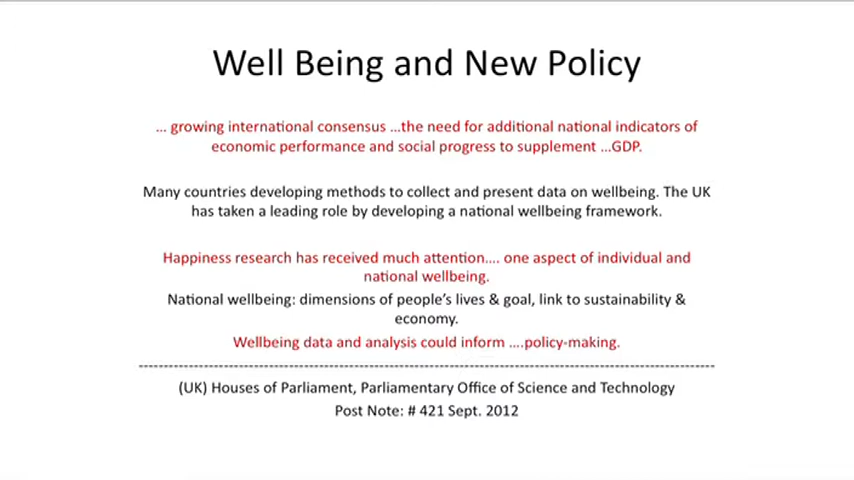 Well Being and New Policy
... growing international consensus ...the need for additional national indicators of
economic performance and social progress to supplement ...GDP.
Many countries developing methods to collect and present data on wellbeing. The UK
has taken a leading role by developing a national wellbeing framework.
Happiness research has received much attention.... one aspect of individual and
national wellbeing.
National wellbeing: dimensions of people's lives & goal, link to sustainability &
economy.
Wellbeing data and analysis could inform ....policy-making.
(UK) Houses of Parliament, Parliamentary Office of Science and Technology
Post Note: # 421 Sept. 2012